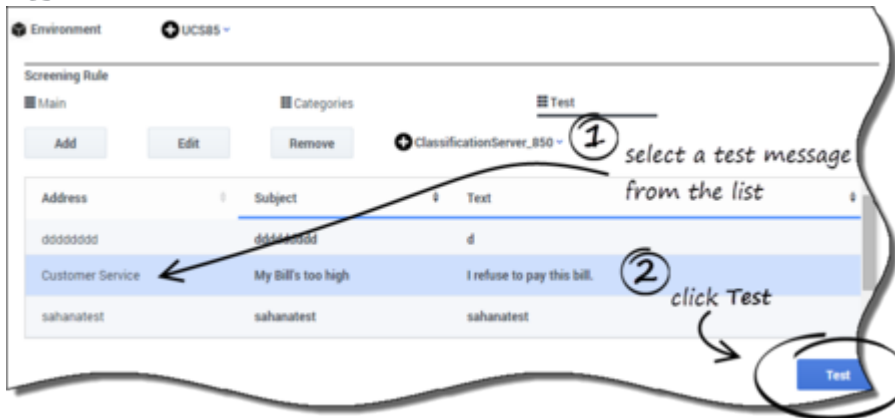 Environment UCS85
Screening Rule
Main Categories Test
Add Edit Remove ClassificationServer_850
1
select a test message
from the list
Address Subject Text
dddddddd ddddddddd d
Customer Service My Bill's too high I refuse to pay this bill.
2
click Test
sahanatest sahanatest sahanatest
Test